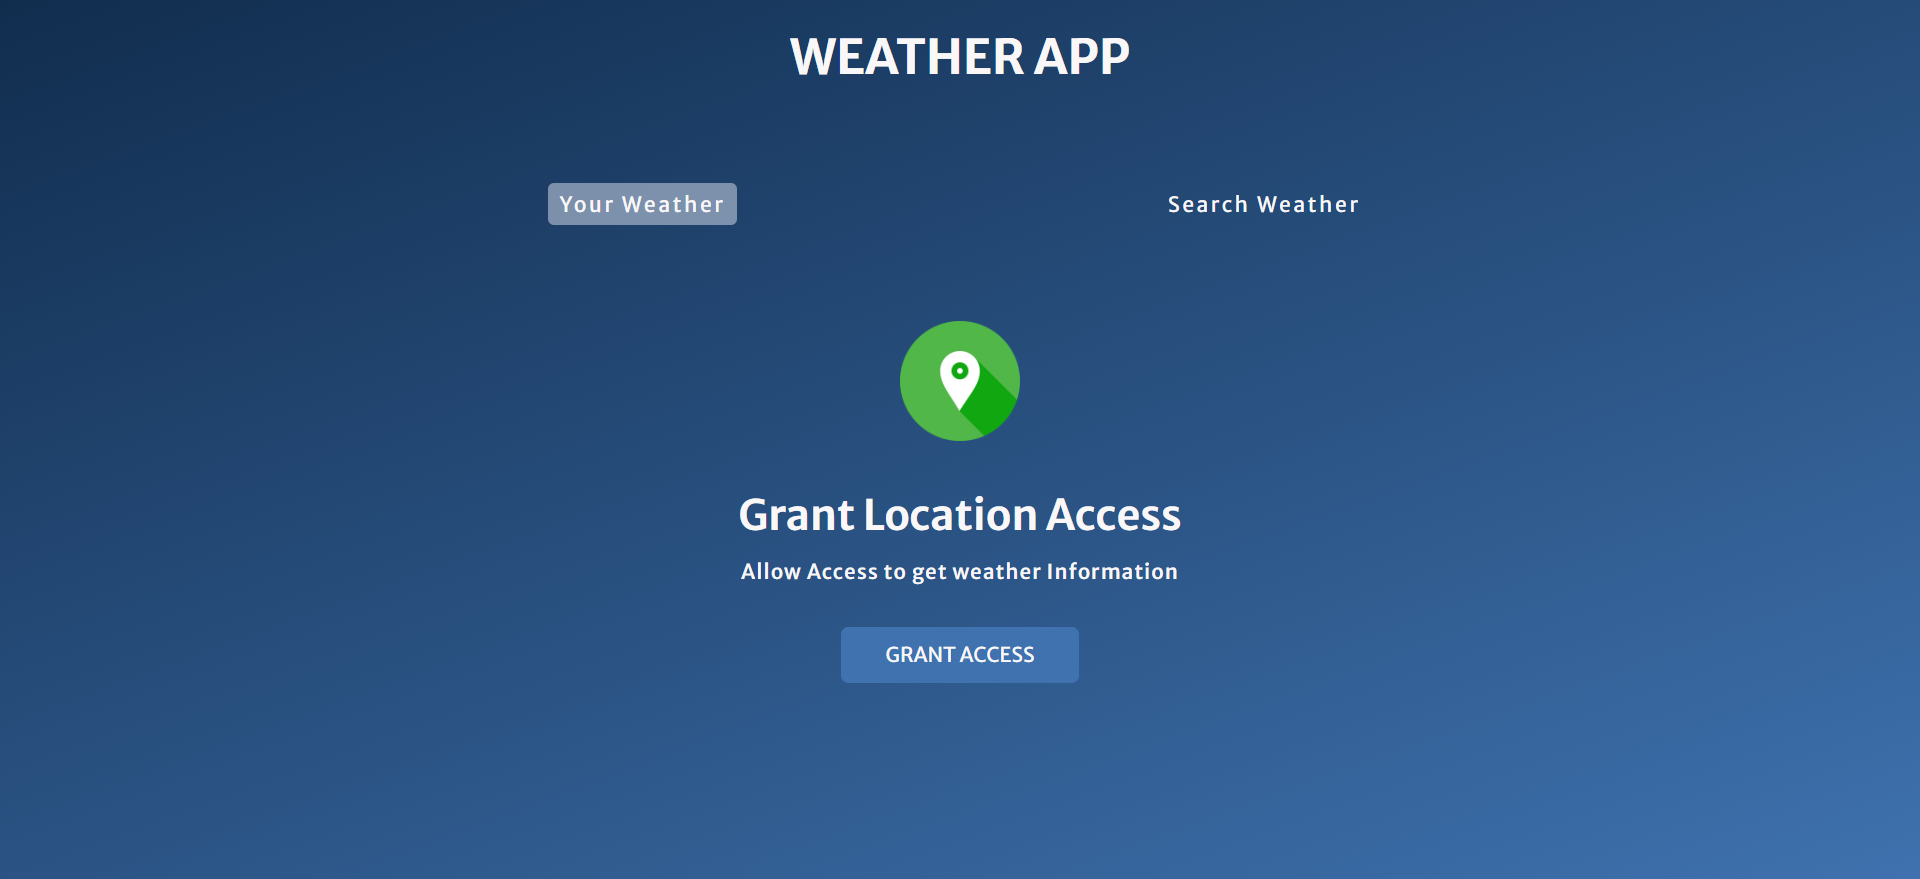 WEATHER APP
Your Weather
Search Weather
Grant Location Access
Allow Access to get weather Information
GRANT ACCESS